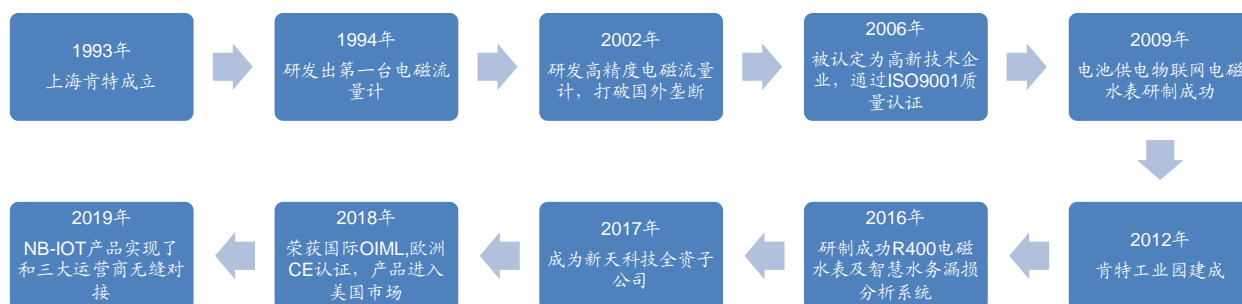 1993年
上海肯特成立
1994年
研发出第一台电磁流
量计
2002年
研发高精度电磁流量
计，打破国外垄断
2006年
被认定为高新技术企
业，通过ISO9001质
量认证
2009年
电池供电物联网电磁
水表研制成功
2012年
肯特工业园建成
2016年
研制成功R400电磁
水表及智慧水务漏损
分析系统
2017年
成为新天科技全资子
公司
2018年
荣获国际OIML,欧洲
CE认证，产品进入
美国市场
2019年
NB-IOT产品实现了
和三大运营商无缝对
接